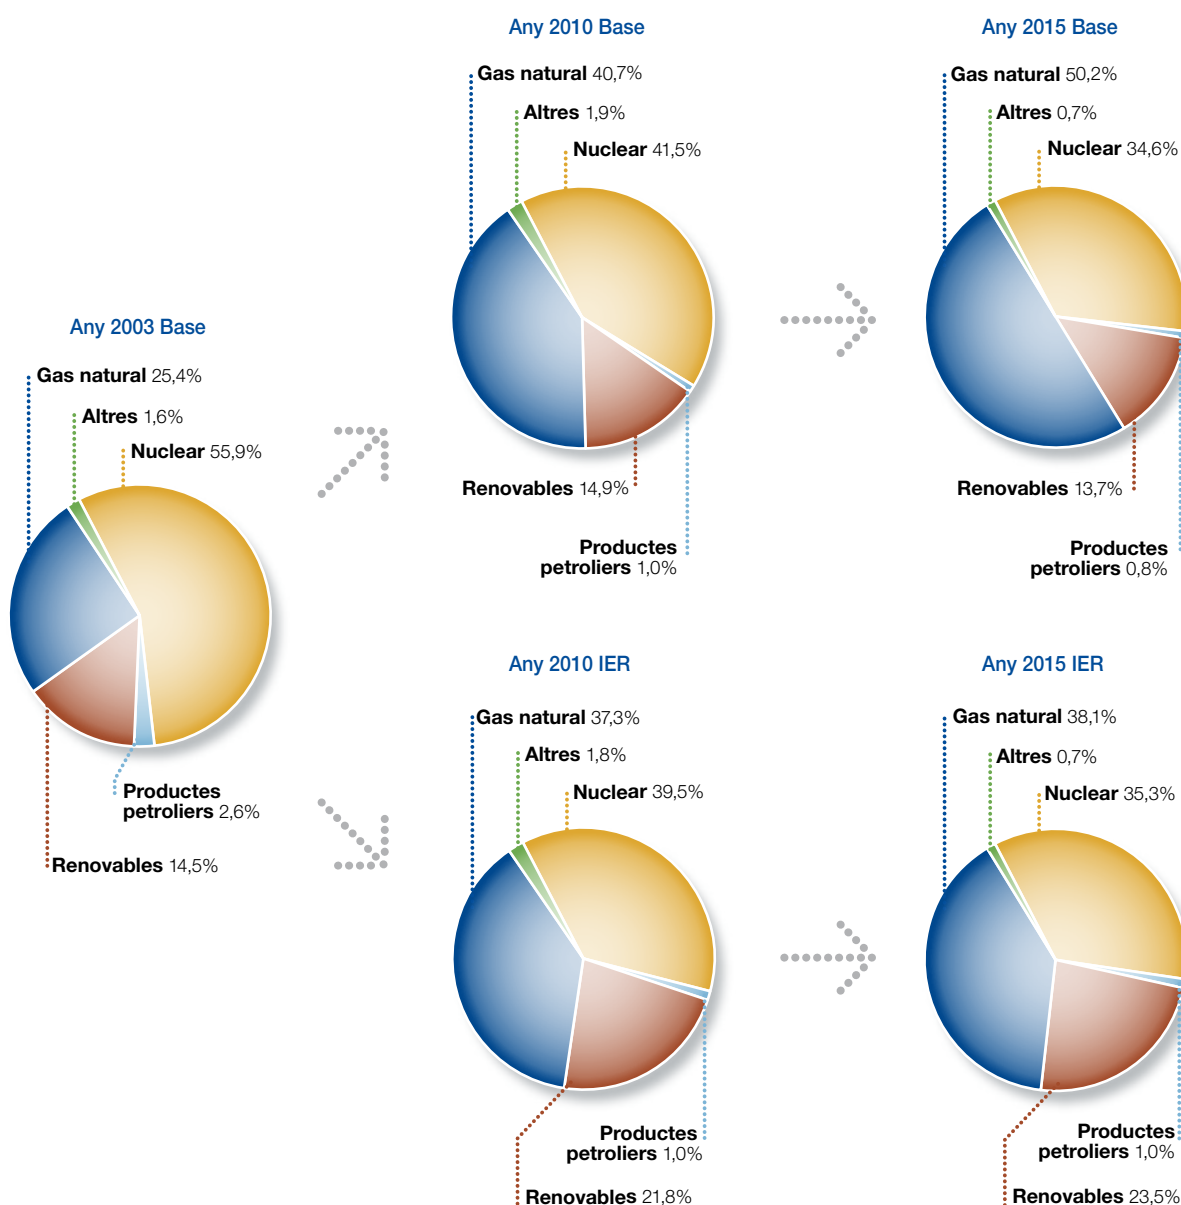 Any 2003 Base
Gas natural 25,4%
Altres 1,6%
Nuclear 55,9%
Productes
petroliers 2,6%
Renovables 14,5%
Any 2010 Base
Gas natural 40,7%
Altres 1,9%
Nuclear 41,5%
Renovables 14,9%
Productes
petroliers 1,0%
Any 2015 Base
Gas natural 50,2%
Altres 0,7%
Nuclear 34,6%
Renovables 13,7%
Productes
petroliers 0,8%
Any 2010 IER
Gas natural 37,3%
Altres 1,8%
Nuclear 39,5%
Productes
petroliers 1,0%
Renovables 21,8%
Any 2015 IER
Gas natural 38,1%
Altres 0,7%
Nuclear 35,3%
Productes
petroliers 1,0%
Renovables 23,5%